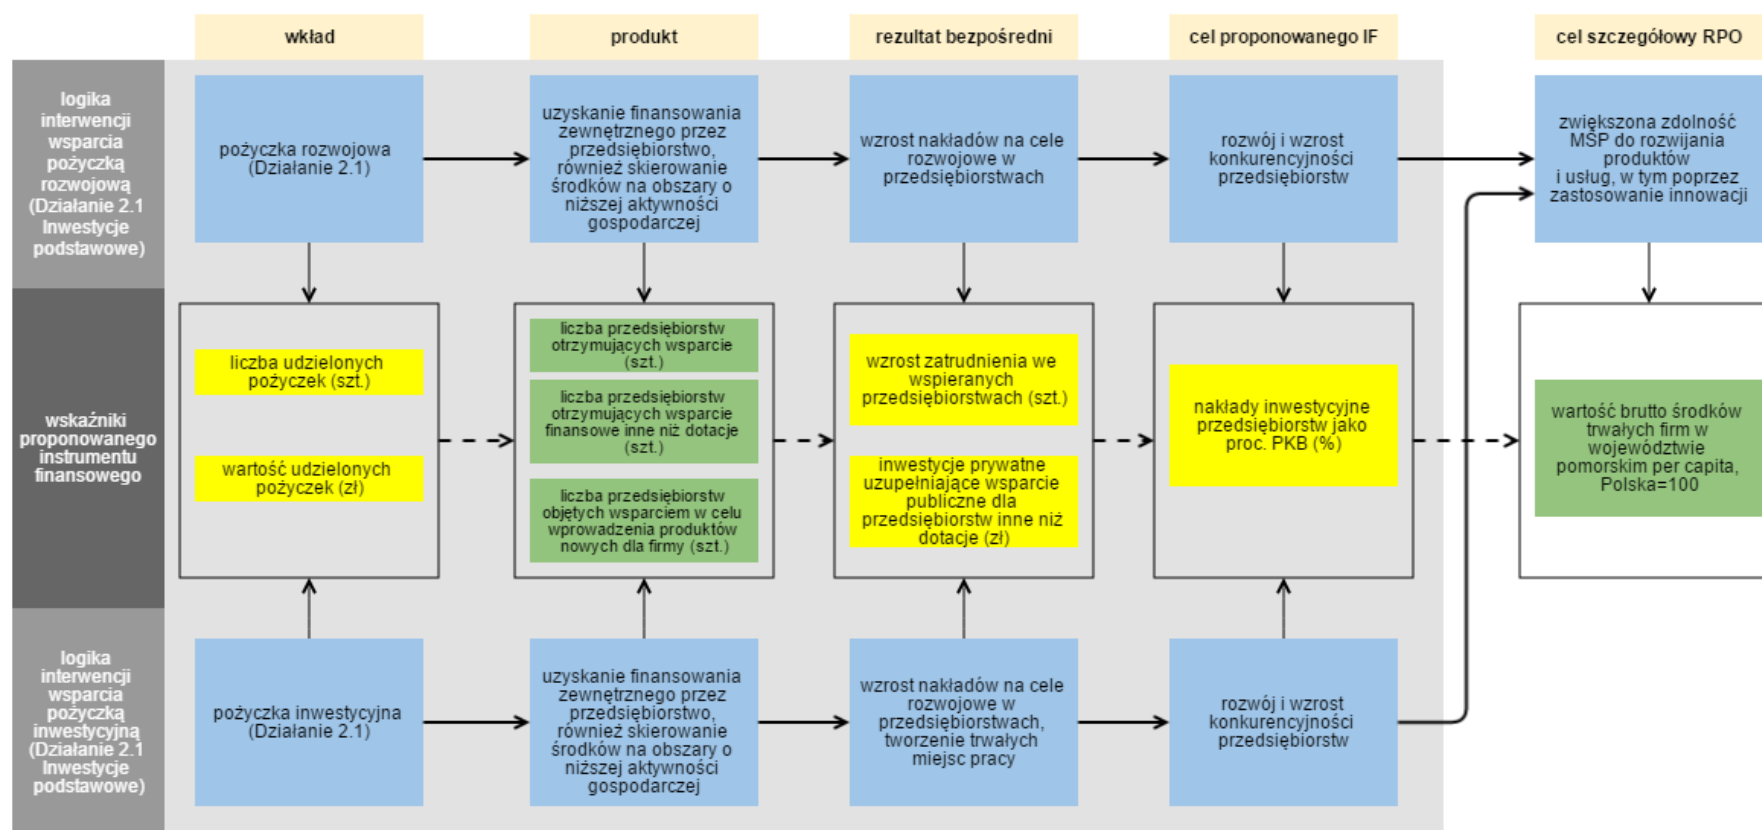 wkład
produkt
rezultat bezpośredni
cel proponowanego IF
cel szczegółowy RPO
logika
interwencji
wsparcia
pożyczką
rozwojową
(Działanie 2.1
Inwestycje
podstawowe)
pożyczka rozwojowa
(Działanie 2.1)
uzyskanie finansowania
zewnętrznego przez
przedsiębiorstwo,
również skierowanie
środków na obszary o
niższej aktywności
gospodarczej
wzrost nakładów na cele
rozwojowe w
przedsiębiorstwach
rozwój i wzrost
konkurencyjności
przedsiębiorstw
zwiększona zdolność
MŚP do rozwijania
produktów
i usług, w tym poprzez
zastosowanie innowacji
wskaźniki
proponowanego
instrumentu
finansowego
liczba udzielonych
pożyczek (szt.)
wartość udzielonych
pożyczek (zł)
liczba przedsiębiorstw
otrzymujących wsparcie
(szt.)
liczba przedsiębiorstw
otrzymujących wsparcie
finansowe inne niż dotacje
(szt.)
liczba przedsiębiorstw
objętych wsparciem w celu
wprowadzenia produktów
nowych dla firmy (szt.)
wzrost zatrudnienia we
wspieranych
przedsiębiorstwach (szt.)
inwestycje prywatne
uzupełniające wsparcie
publiczne dla
przedsiębiorstw inne niż
dotacje (zł)
nakłady inwestycyjne
przedsiębiorstw jako
proc. PKB (%)
wartość brutto środków
trwałych firm w
województwie
pomorskim per capita,
Polska=100
logika
interwencji
wsparcia
pożyczką
inwestycyjną
(Działanie 2.1
Inwestycje
podstawowe)
pożyczka inwestycyjna
(Działanie 2.1)
uzyskanie finansowania
zewnętrznego przez
przedsiębiorstwo,
również skierowanie
środków na obszary o
niższej aktywności
gospodarczej
wzrost nakładów na cele
rozwojowe w
przedsiębiorstwach,
tworzenie trwałych
miejsc pracy
rozwój i wzrost
konkurencyjności
przedsiębiorstw